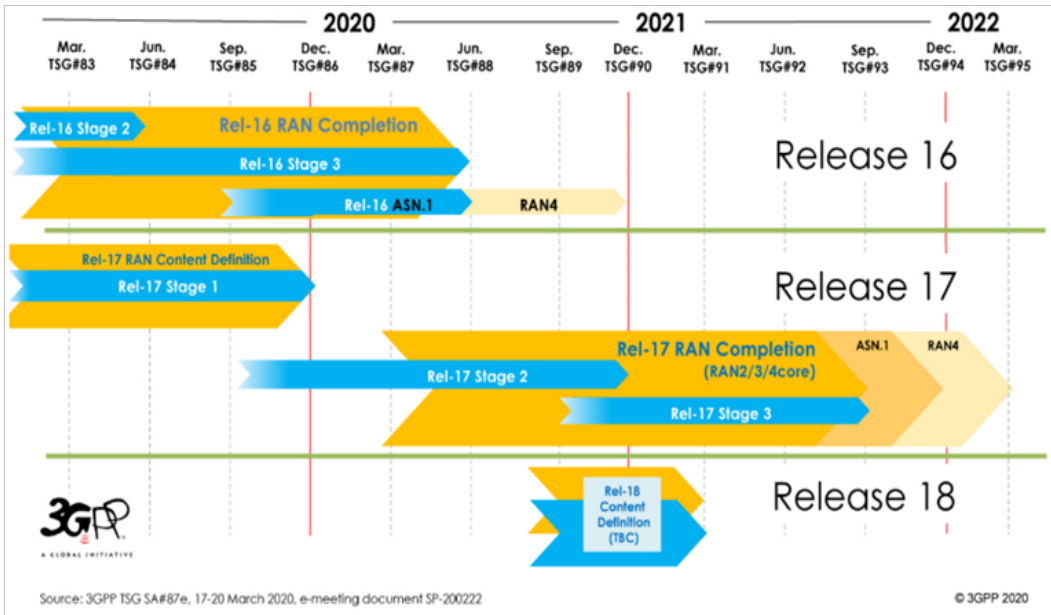 2020 2021 2022
Mar. Jun. Sep. Dec. Mar. Jun. Sep. Dec. Mar. Jun. Sep. Dec. Mar.
TSG#83 TSG#84 TSG#85 TSG#86 TSG#87 TSG#88 TSG#89 TSG#90 TSG#91 TSG#92 TSG#93 TSG#94 TSG#95
Rel-16 Stage 2
Rel-16 RAN Completion
Release 16
Rel-16 Stage 3
Rel-16 ASN.1
RAN4
Rel-17 RAN Content Definition
Rel-17 Stage 1
Release 17
Rel-17 RAN Completion
(RAN2/3/4core)
ASN.1
RAN4
Rel-17 Stage 2
Rel-17 Stage 3
Rel-18
Content
Definition
(TBC)
Release 18
3GPP
A GLOBAL INITIATIVE
Source: 3GPP TSG SA#87e, 17-20 March 2020, e-meeting document SP-200222
© 3GPP 2020